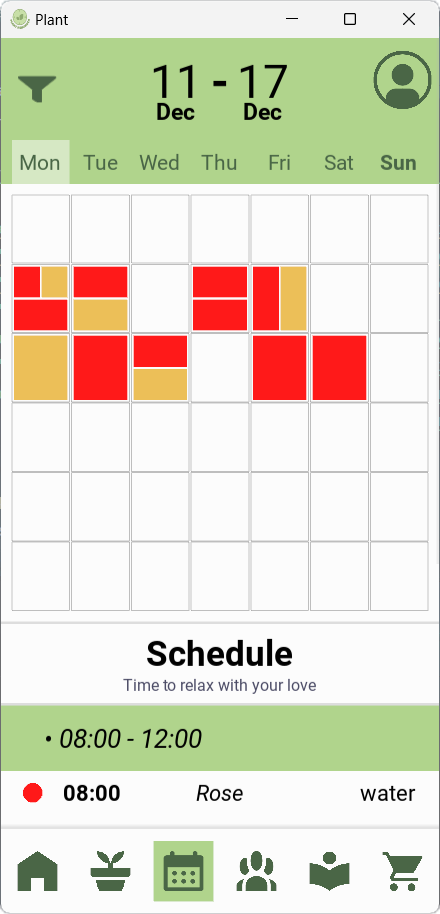 Plant
11 - 17
Dec Dec
Mon Tue Wed Thu Fri Sat Sun
Schedule
Time to relax with your love
• 08:00 - 12:00
08:00 Rose water